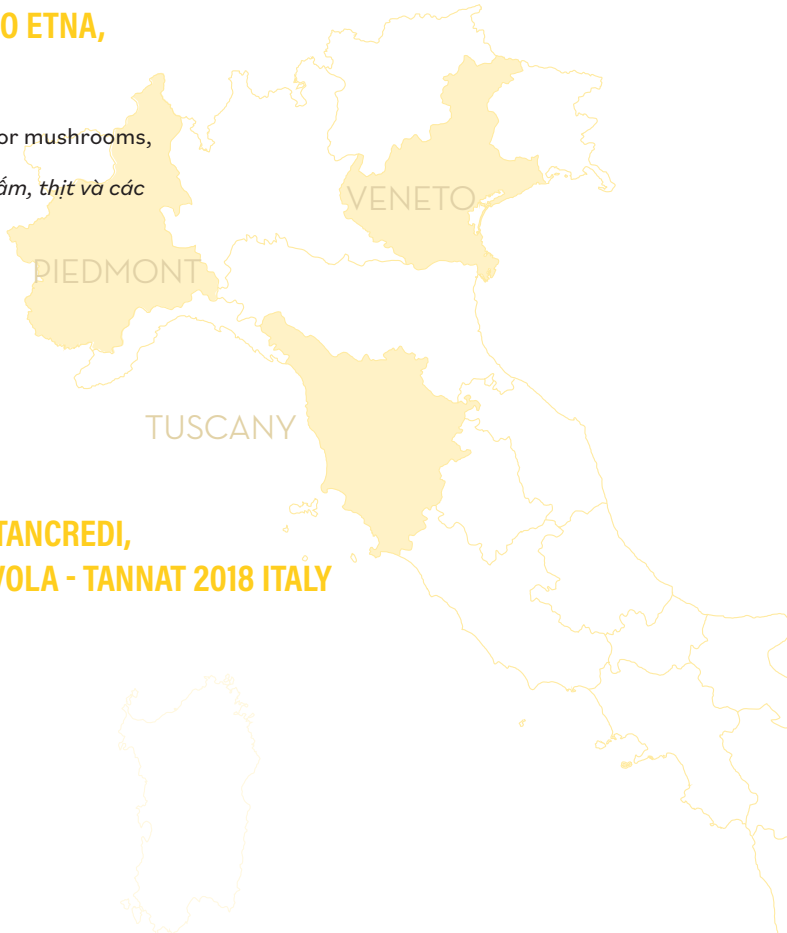 O ETNA,
or mushrooms,
ấm, thịt và các
VENETO
PIEDMONT
TUSCANY
TANCREDI,
VOLA - TANNAT 2018 ITALY